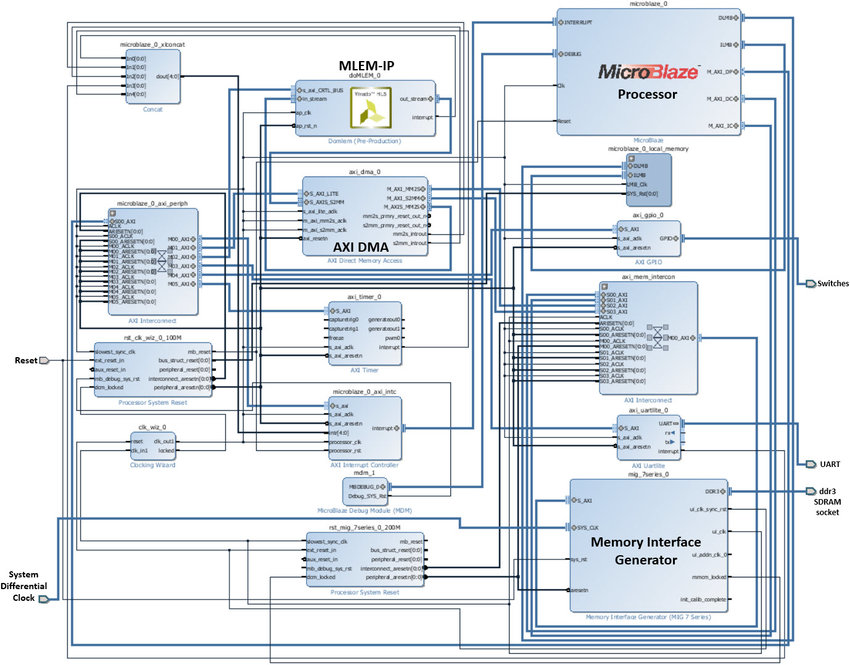 microblaze_0_xlconcat
In0[0:0]
In1[0:0]
In2[0:0]
In3[0:0]
In4[0:0]
dout[4:0]
Concat
MLEM-IP
doMLEM_0
s_axi_CRTL_BUS
in_stream
ap_clk
ap_rst_n
Vivado™ HLS
out_stream
interrupt
Domlem (Pre-Production)
microblaze_0
INTERRUPT
DEBUG
Clk
Reset
MicroBlaze
Processor
DLMB
ILMB
M_AXI_DP
M_AXI_DC
M_AXI_IC
MicroBlaze
microblaze_0_local_memory
DLMB
ILMB
LMB_Clk
SYS_Rst[0:0]
axi_dma_0
S_AXI_LITE
S_AXIS_S2MM
s_axi_lite_aclk
m_axi_mm2s_aclk
m_axi_s2mm_aclk
axi_resetn
M_AXI_MM2S
M_AXI_S2MM
M_AXIS_MM2S
mm2s_prmry_reset_out_n
s2mm_prmry_reset_out_n
mm2s_introut
s2mm_introut
AXI DMA
AXI Direct Memory Access
microblaze_0_axi_periph
S00_AXI
ACLK
ARESETN[0:0]
S00_ACLK
S00_ARESETN[0:0]
M00_ACLK
M00_ARESETN[0:0]
M01_ACLK
M01_ARESETN[0:0]
M02_ACLK
M02_ARESETN[0:0]
M03_ACLK
M03_ARESETN[0:0]
M04_ACLK
M04_ARESETN[0:0]
M05_ACLK
M05_ARESETN[0:0]
M00_AXI
M01_AXI
M02_AXI
M03_AXI
M04_AXI
M05_AXI
AXI Interconnect
axi_gpio_0
S_AXI
s_axi_aclk
s_axi_aresetn
GPIO
AXI GPIO
Switches
axi_mem_intercon
S00_AXI
S01_AXI
S02_AXI
S03_AXI
ACLK
ARESETN[0:0]
S00_ACLK
S00_ARESETN[0:0]
M00_ACLK
M00_ARESETN[0:0]
S01_ACLK
S01_ARESETN[0:0]
S02_ACLK
S02_ARESETN[0:0]
S03_ACLK
S03_ARESETN[0:0]
M00_AXI
AXI Interconnect
axi_timer_0
S_AXI
capturetrig0
capturetrig1
freeze
s_axi_aclk
s_axi_aresetn
generateout0
generateout1
pwm0
interrupt
AXI Timer
rst_clk_wiz_0_100M
slowest_sync_clk
ext_reset_in
aux_reset_in
mb_debug_sys_rst
dcm_locked
mb_reset
bus_struct_reset[0:0]
peripheral_reset[0:0]
interconnect_aresetn[0:0]
peripheral_aresetn[0:0]
Processor System Reset
Reset
microblaze_0_axi_intc
s_axi
s_axi_aclk
s_axi_aresetn
intr[4:0]
processor_clk
processor_rst
interrupt
AXI Interrupt Controller
clk_wiz_0
reset
clk_in1
clk_out1
locked
Clocking Wizard
axi_uartlite_0
S_AXI
s_axi_aclk
s_axi_aresetn
UART
rx
tx
interrupt
AXI Uartlite
UART
mdm_1
MBDEBUG_0
Debug_SYS_Rst
MicroBlaze Debug Module (MDM)
mig_7series_0
S_AXI
SYS_CLK
sys_rst
aresetn
DDR3
ui_clk_sync_rst
ui_clk
ui_addn_clk_0
mmcm_locked
init_calib_complete
Memory Interface
Generator
Memory Interface Generator (MIG 7 Series)
ddr3
SDRAM
socket
rst_mig_7series_0_200M
slowest_sync_clk
ext_reset_in
aux_reset_in
mb_debug_sys_rst
dcm_locked
mb_reset
bus_struct_reset[0:0]
peripheral_reset[0:0]
interconnect_aresetn[0:0]
peripheral_aresetn[0:0]
Processor System Reset
System
Differential
Clock